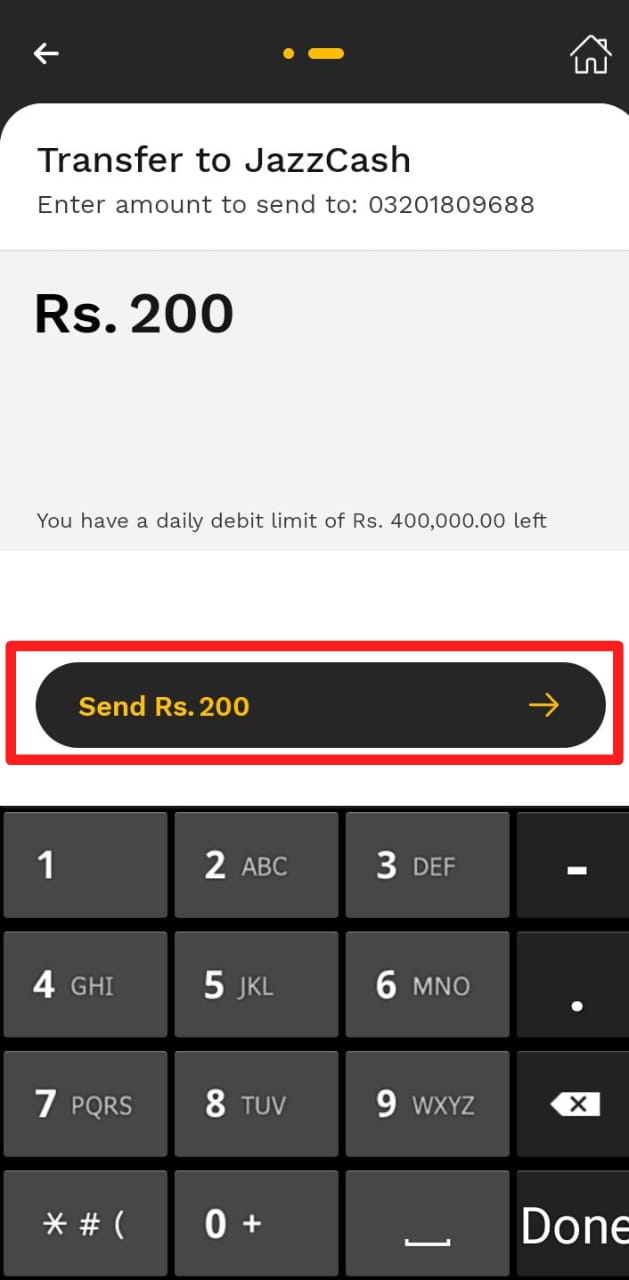 Transfer to JazzCash
Enter amount to send to: 03201809688
Rs. 200
You have a daily debit limit of Rs. 400,000.00 left
Send Rs. 200
1
2 ABC
3 DEF
-
4 GHI
5 JKL
6 MNO
.
7 PQRS
8 TUV
9 WXYZ
* # (
0 +
Done